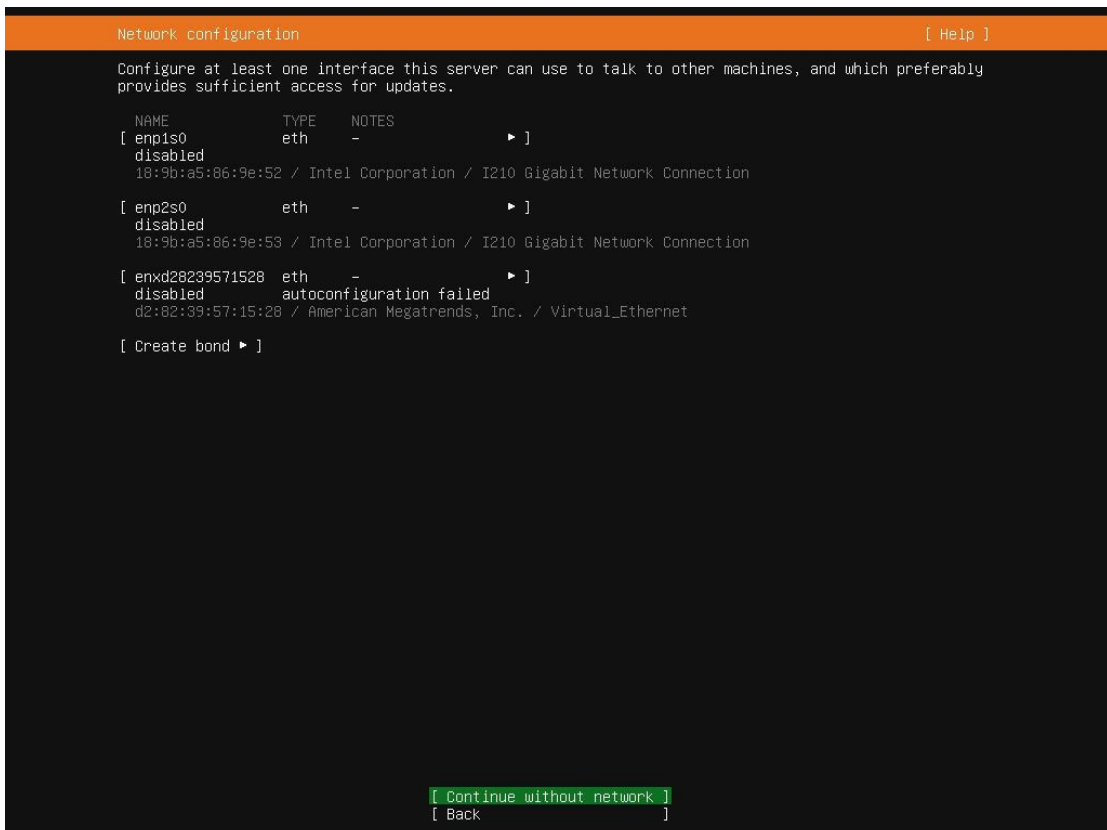 Network configuration [ Help ]
Configure at least one interface this server can use to talk to other machines, and which preferably
provides sufficient access for updates.
NAME TYPE NOTES
[ enp1s0 eth - ▸ ]
disabled
18:9b:a5:86:9e:52 / Intel Corporation / I210 Gigabit Network Connection
[ enp2s0 eth - ▸ ]
disabled
18:9b:a5:86:9e:53 / Intel Corporation / I210 Gigabit Network Connection
[ enxd28239571528 eth - ▸ ]
disabled autoconfiguration failed
d2:82:39:57:15:28 / American Megatrends, Inc. / Virtual_Ethernet
[ Create bond ▸ ]
[ Continue without network ]
[ Back ]